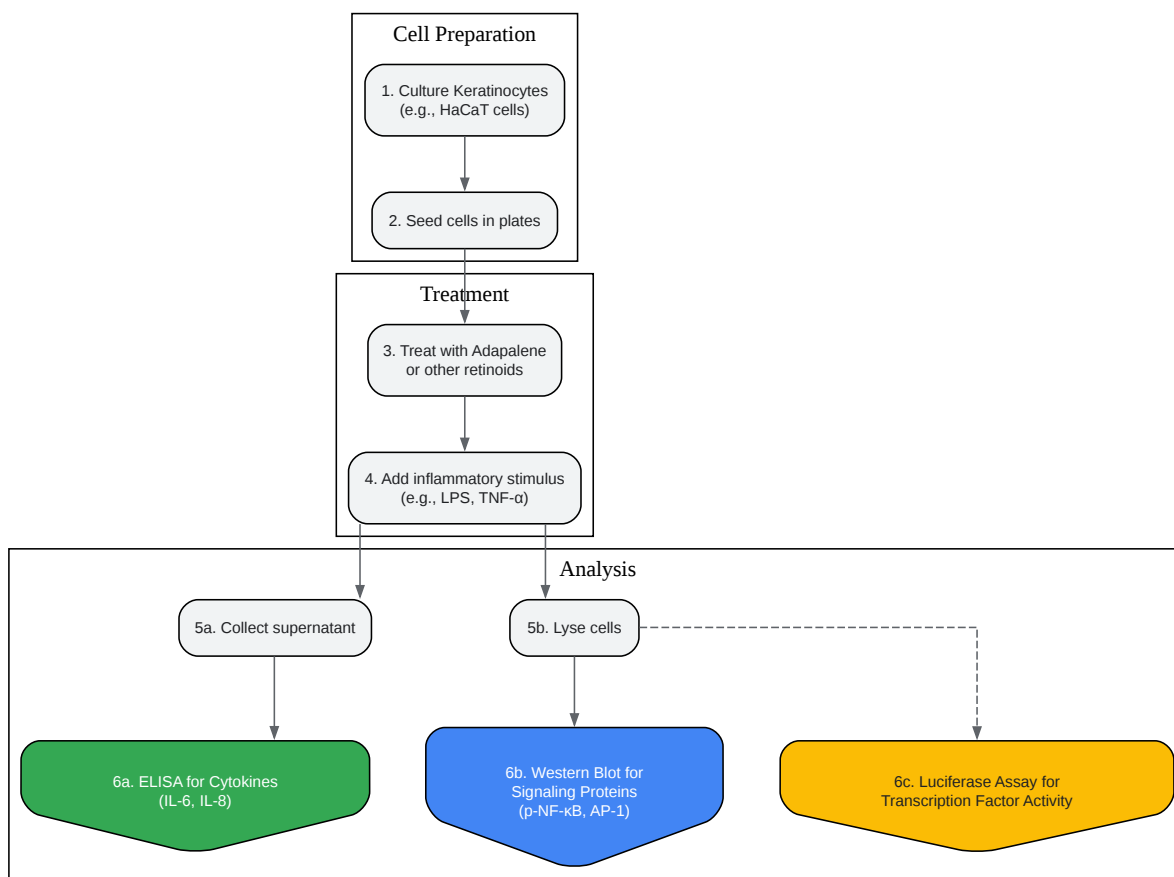 Cell Preparation
1. Culture Keratinocytes
(e.g., HaCaT cells)
2. Seed cells in plates
Treatment
3. Treat with Adapalene
or other retinoids
4. Add inflammatory stimulus
(e.g., LPS, TNF-α)
Analysis
5a. Collect supernatant
5b. Lyse cells
6a. ELISA for Cytokines
(IL-6, IL-8)
6b. Western Blot for
Signaling Proteins
(p-NF-κB, AP-1)
6c. Luciferase Assay for
Transcription Factor Activity